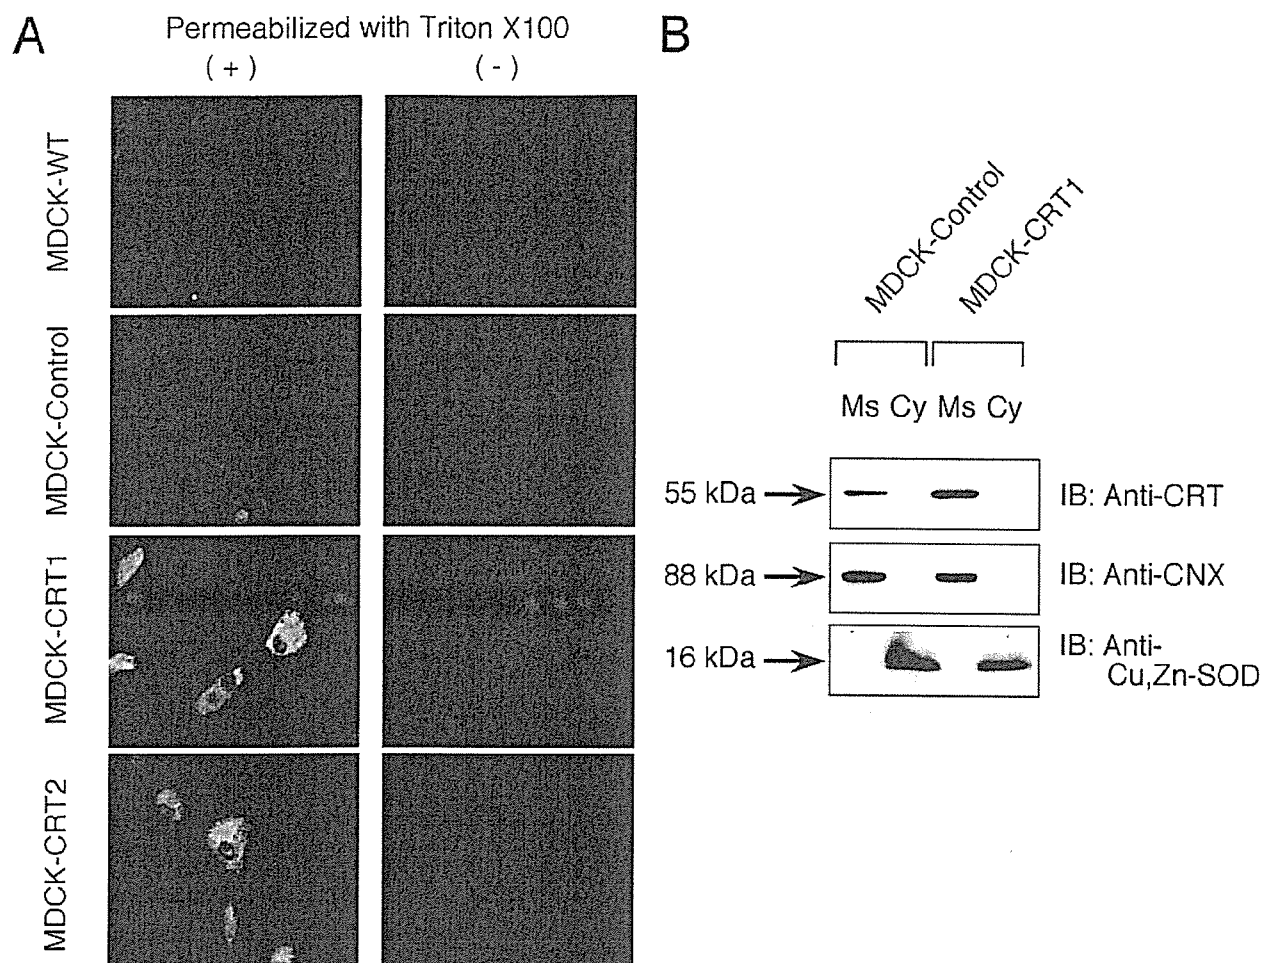 A
Permeabilized with Triton X100
( + ) ( - )
MDCK-WT
MDCK-Control
MDCK-CRT1
MDCK-CRT2
B
MDCK-Control
MDCK-CRT1
Ms Cy Ms Cy
55 kDa IB: Anti-CRT
88 kDa IB: Anti-CNX
16 kDa IB: Anti-
Cu,Zn-SOD